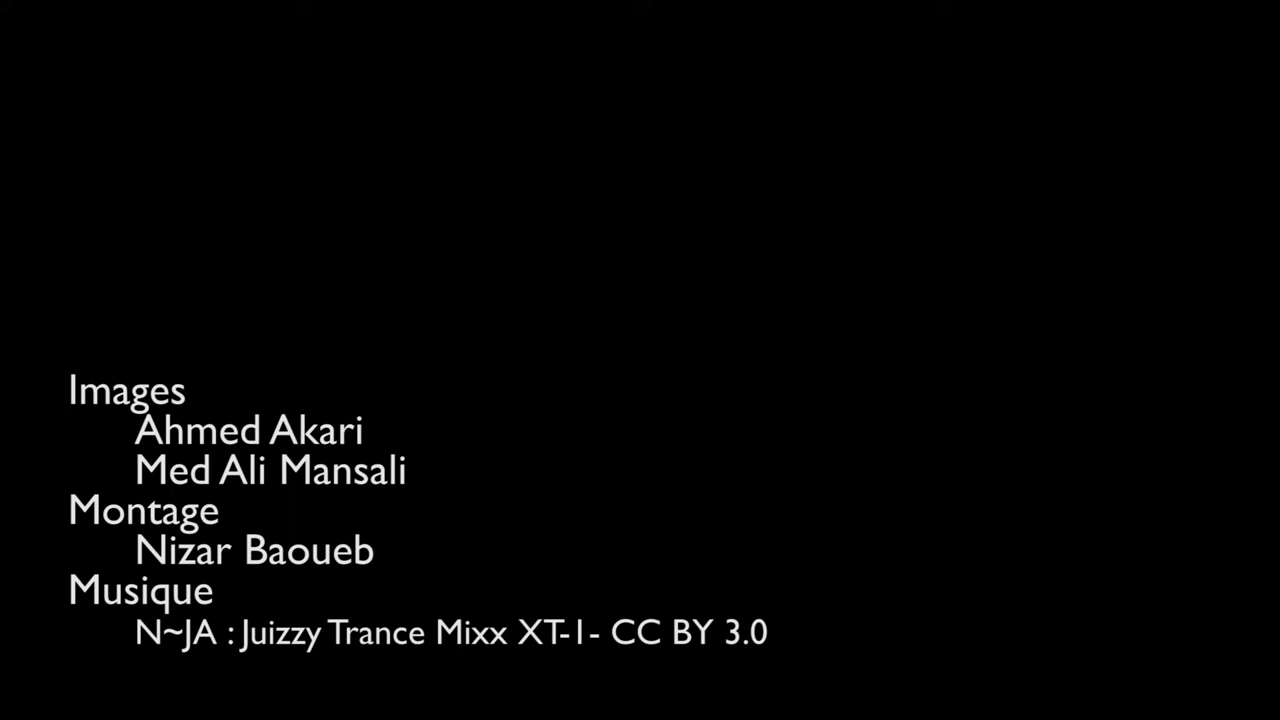 Images
Ahmed Akari
Med Ali Mansali
Montage
Nizar Baoueb
Musique
N~JA : Juizzy Trance Mixx XT-1- CC BY 3.0